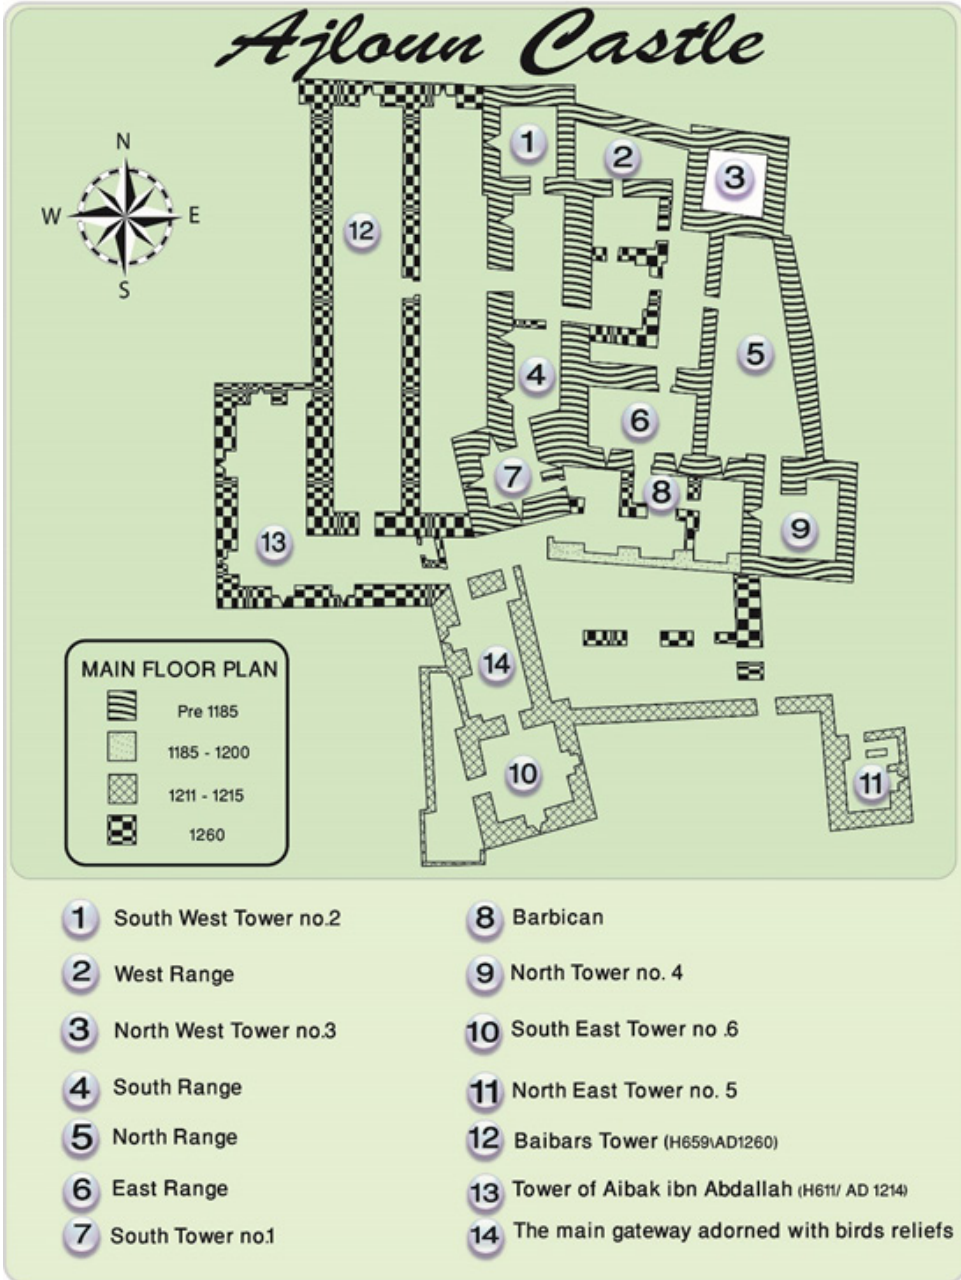 Ajloun Castle
N
W E
S
1
2
3
12
5
4
6
7
8
9
13
14
10
11
MAIN FLOOR PLAN
Pre 1185
1185 - 1200
1211 - 1215
1260
1 South West Tower no.2
2 West Range
3 North West Tower no.3
4 South Range
5 North Range
6 East Range
7 South Tower no.1
8 Barbican
9 North Tower no. 4
10 South East Tower no .6
11 North East Tower no. 5
12 Baibars Tower (H659\AD1260)
13 Tower of Aibak ibn Abdallah (H611/ AD 1214)
14 The main gateway adorned with birds reliefs